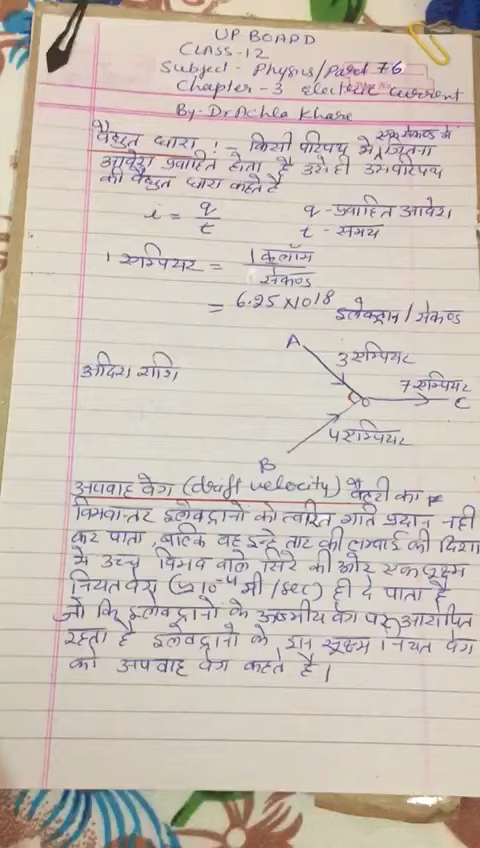 UP BOARD
CLASS-12
Subject - Physics/Part 76
Chapter-3 electric current
By-Dr Achla Khare
वैद्युत धारा :- किसी परिपथ में एक सेकण्ड में जितना
आवेश प्रवाहित होता है उसे ही उस परिपथ
की वैद्युत धारा कहते हैं
i = q/t q - प्रवाहित आवेश
t - समय
1 एम्पियर = 1 कूलॉम / सेकण्ड
= 6.25×1018 इलेक्ट्रान / सेकण्ड
A
3 एम्पियर
अदिश राशि
7 एम्पियर
O C
4 एम्पियर
B
अपवाह वेग (drift velocity) बैटरी का
विभवान्तर इलेक्ट्रानों को त्वरित गति प्रदान नही
कर पाता, बल्कि वह इन्हे तार की लम्बाई की दिशा
मे उच्च विभव वाले सिरे की ओर एक सूक्ष्म
नियतवेग (10-4 मी /sec) ही दे पाता है
जो कि इलेक्ट्रानो के ऊष्मीय वेग पर आरोपित
रहता है इलेक्ट्रानो के इस सूक्ष्म नियत वेग
को अपवाह वेग कहते है।